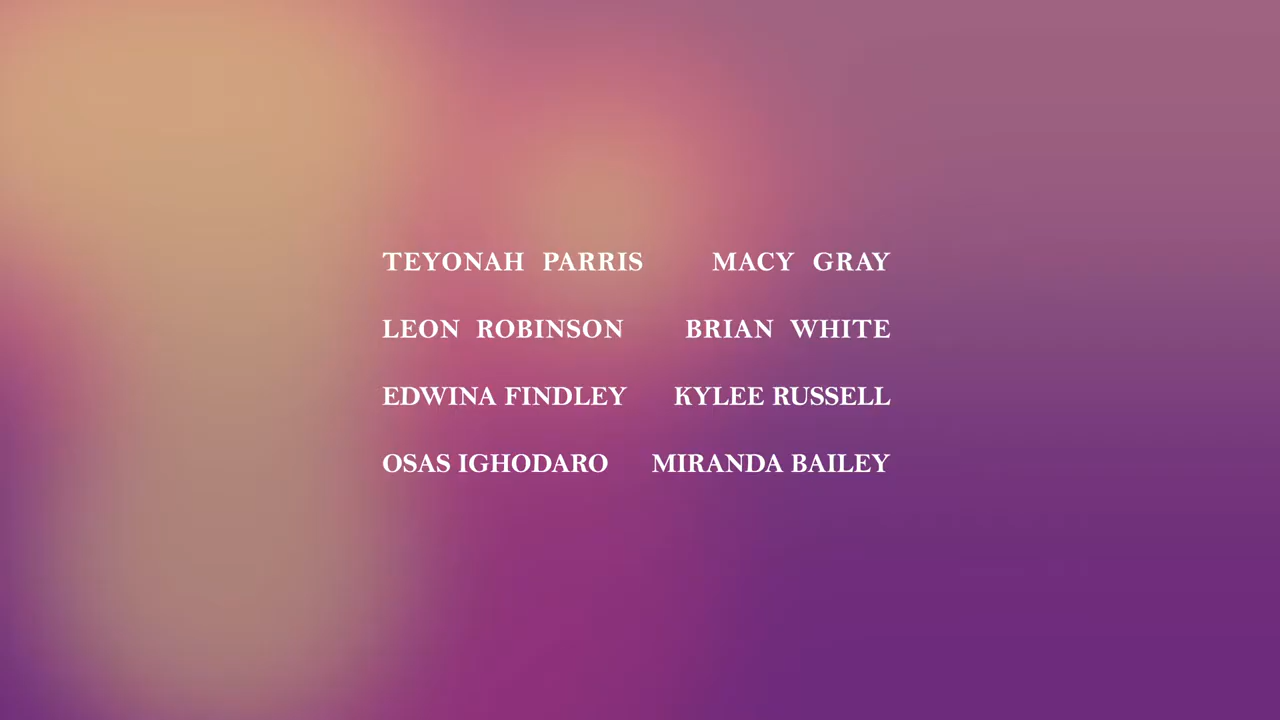 TEYONAH PARRIS MACY GRAY
LEON ROBINSON BRIAN WHITE
EDWINA FINDLEY KYLEE RUSSELL
OSAS IGHODARO MIRANDA BAILEY